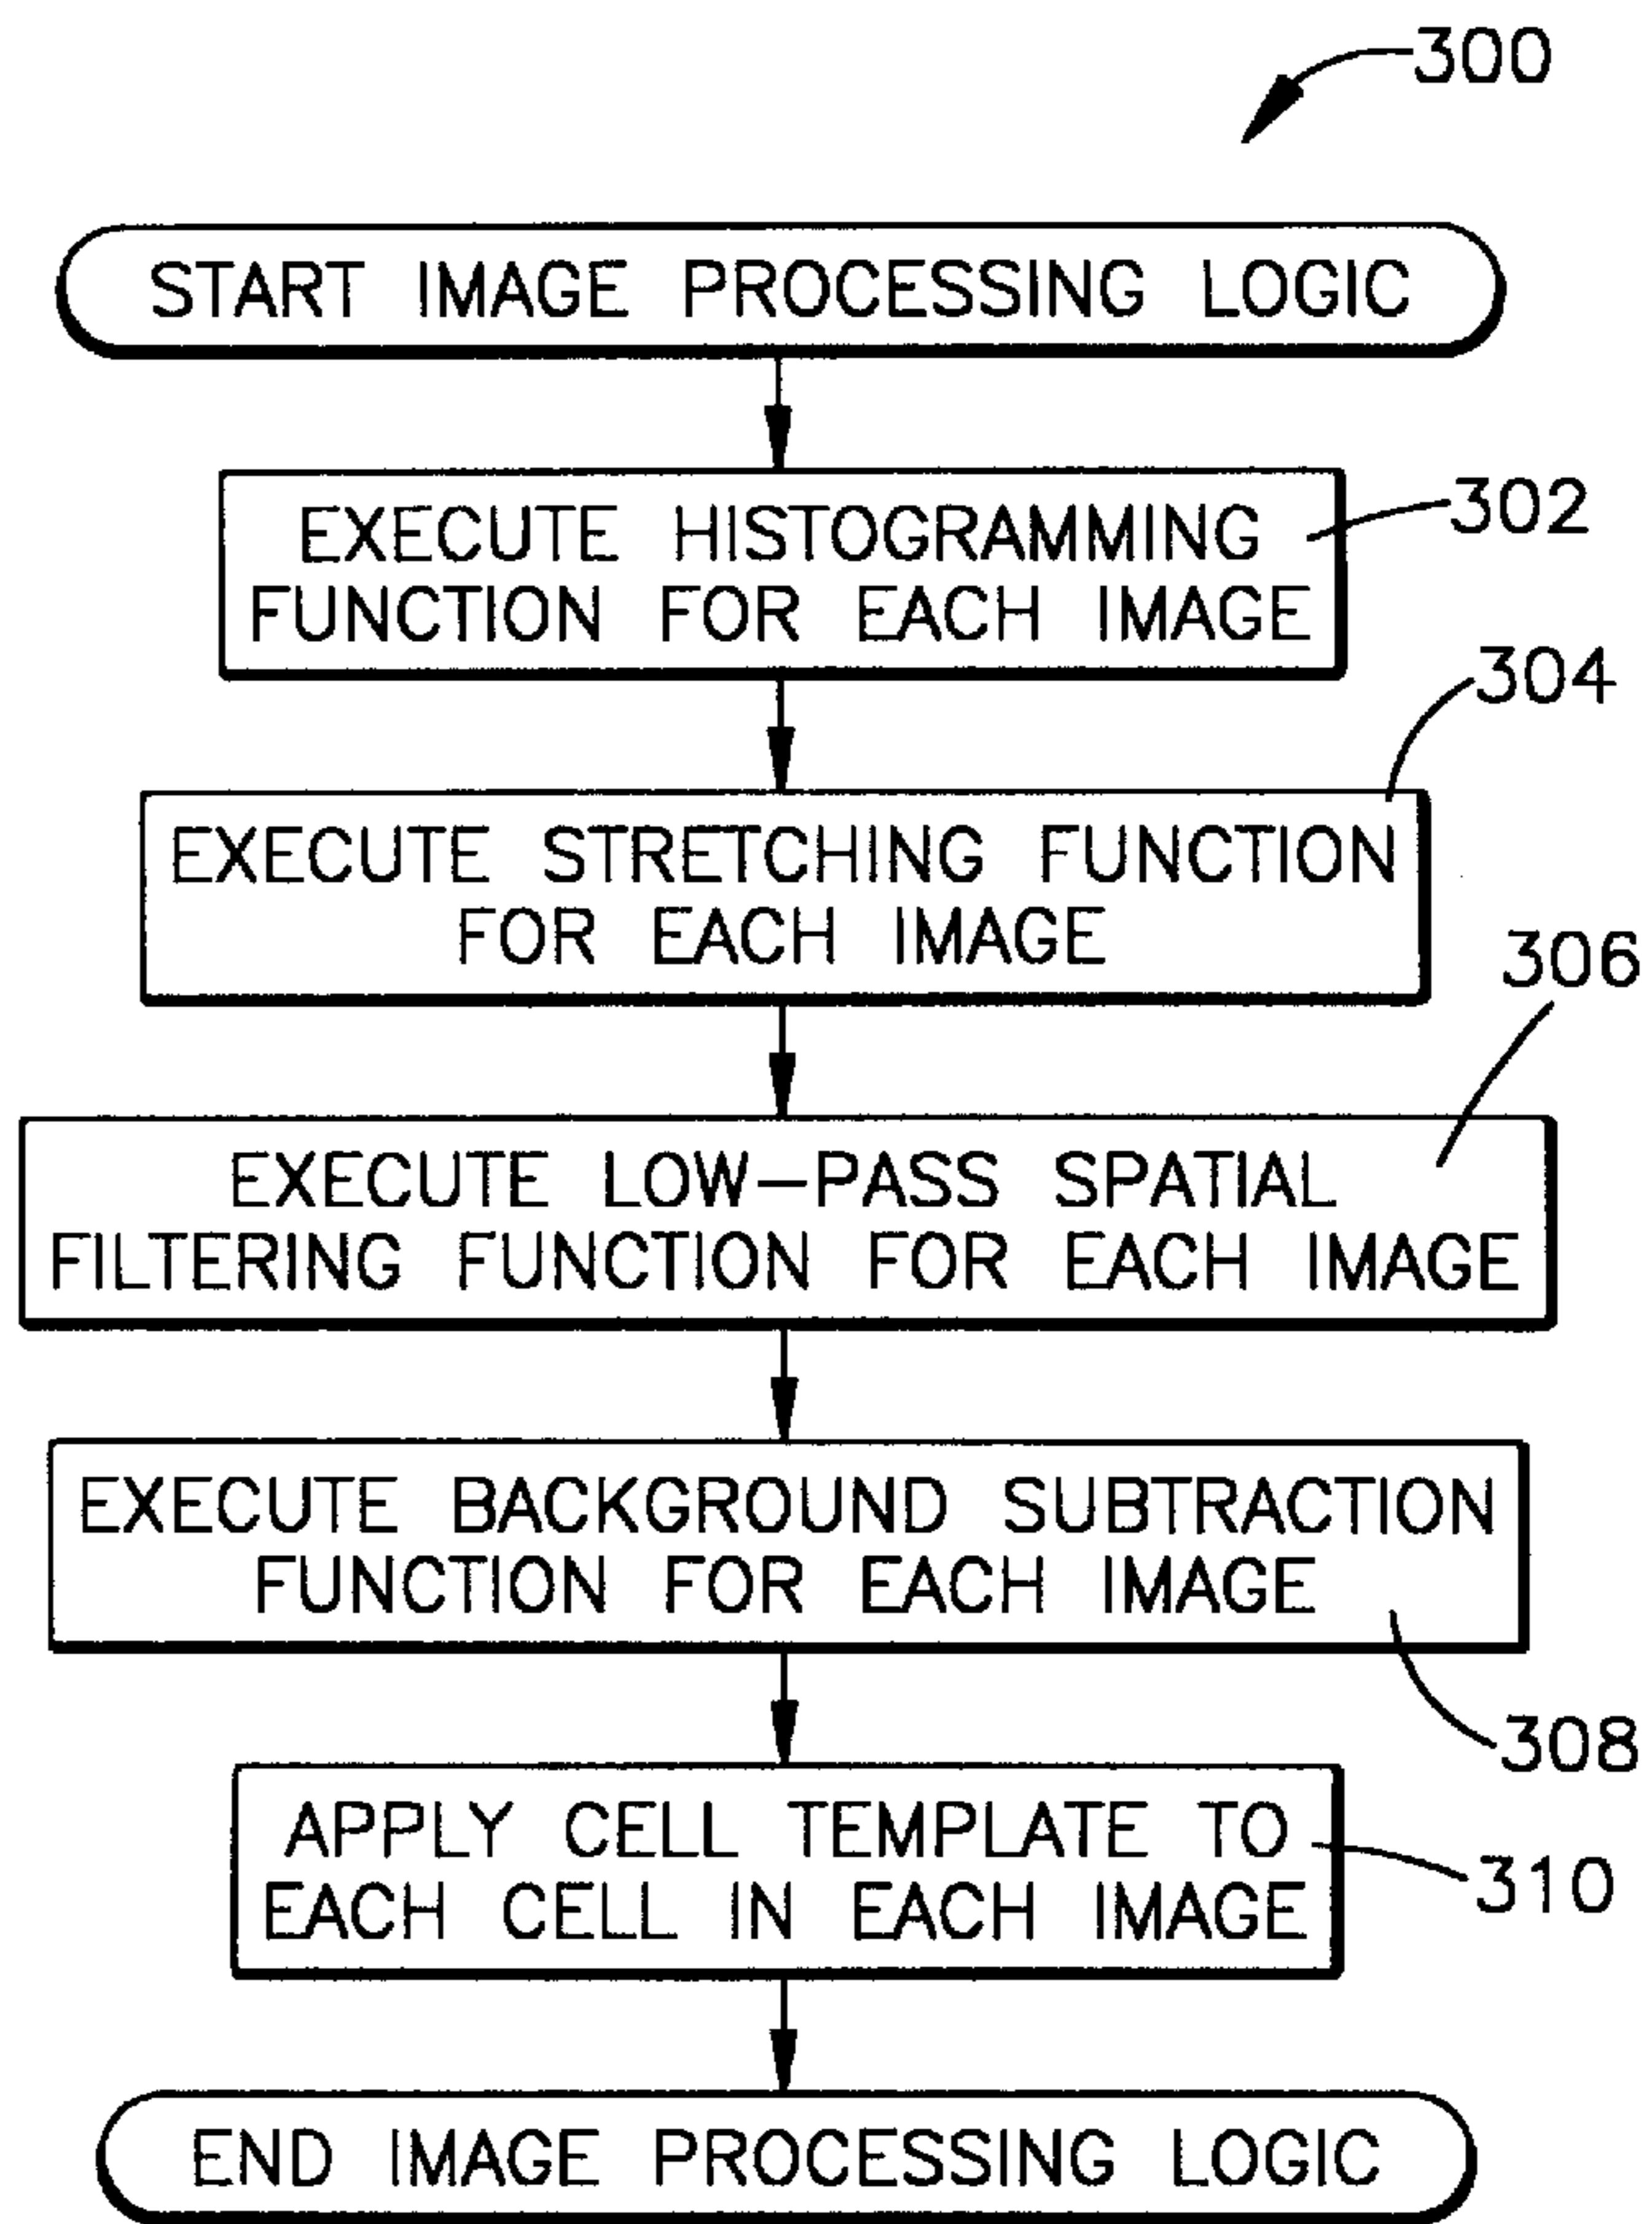 300
START IMAGE PROCESSING LOGIC
EXECUTE HISTOGRAMMING
FUNCTION FOR EACH IMAGE
302
304
EXECUTE STRETCHING FUNCTION
FOR EACH IMAGE
306
EXECUTE LOW-PASS SPATIAL
FILTERING FUNCTION FOR EACH IMAGE
EXECUTE BACKGROUND SUBTRACTION
FUNCTION FOR EACH IMAGE
308
APPLY CELL TEMPLATE TO
EACH CELL IN EACH IMAGE
310
END IMAGE PROCESSING LOGIC